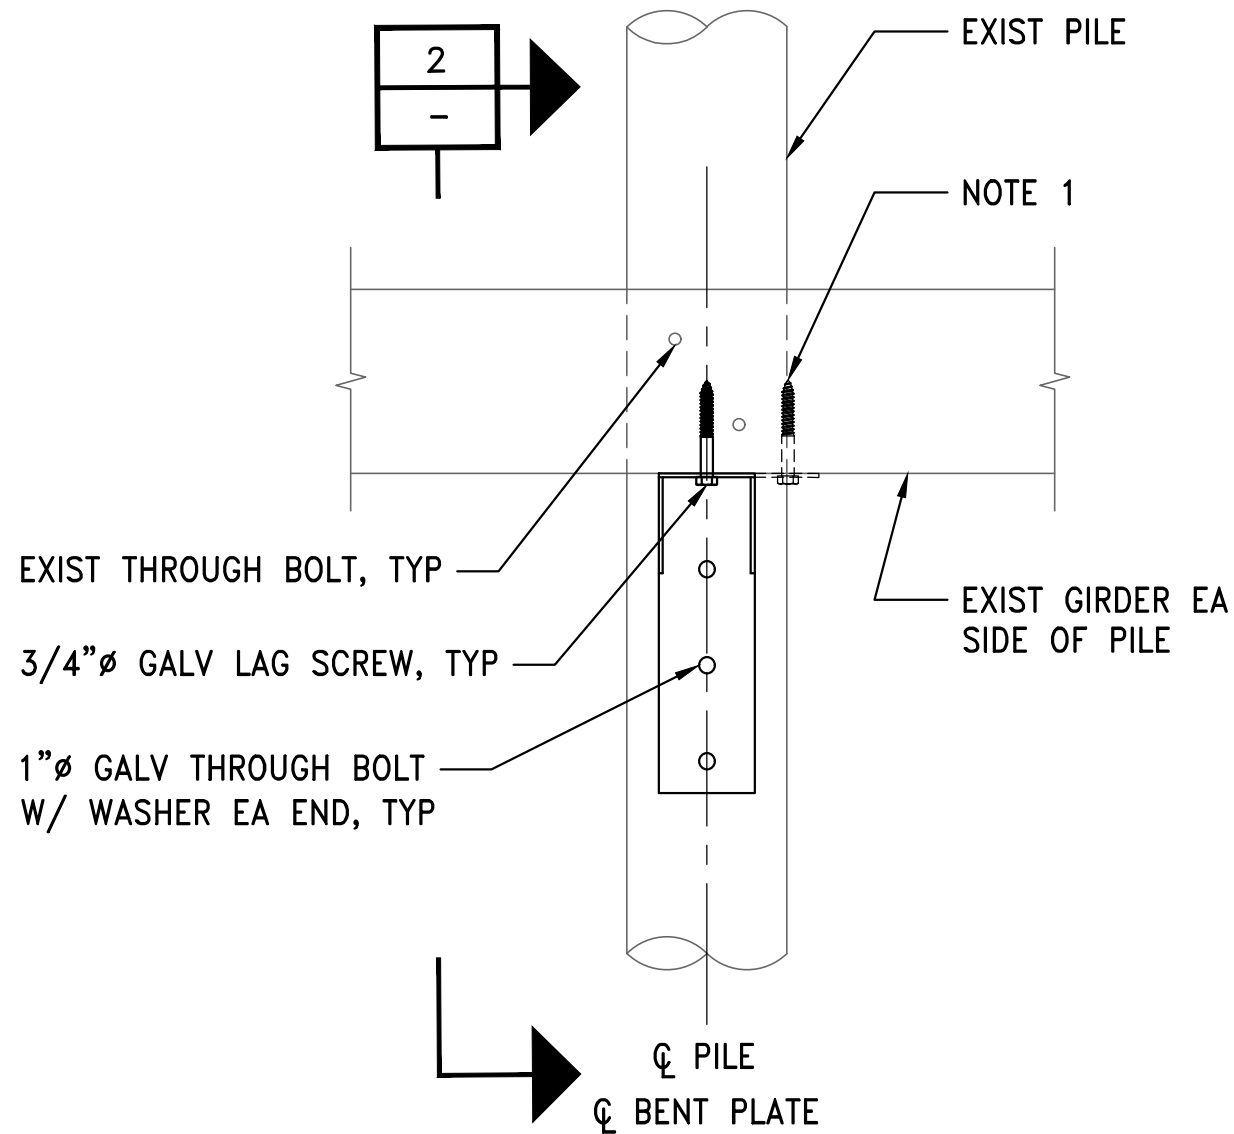 2
-
EXIST PILE
NOTE 1
EXIST THROUGH BOLT, TYP
3/4"ø GALV LAG SCREW, TYP
1"ø GALV THROUGH BOLT
W/ WASHER EA END, TYP
EXIST GIRDER EA
SIDE OF PILE
℄ PILE
℄ BENT PLATE